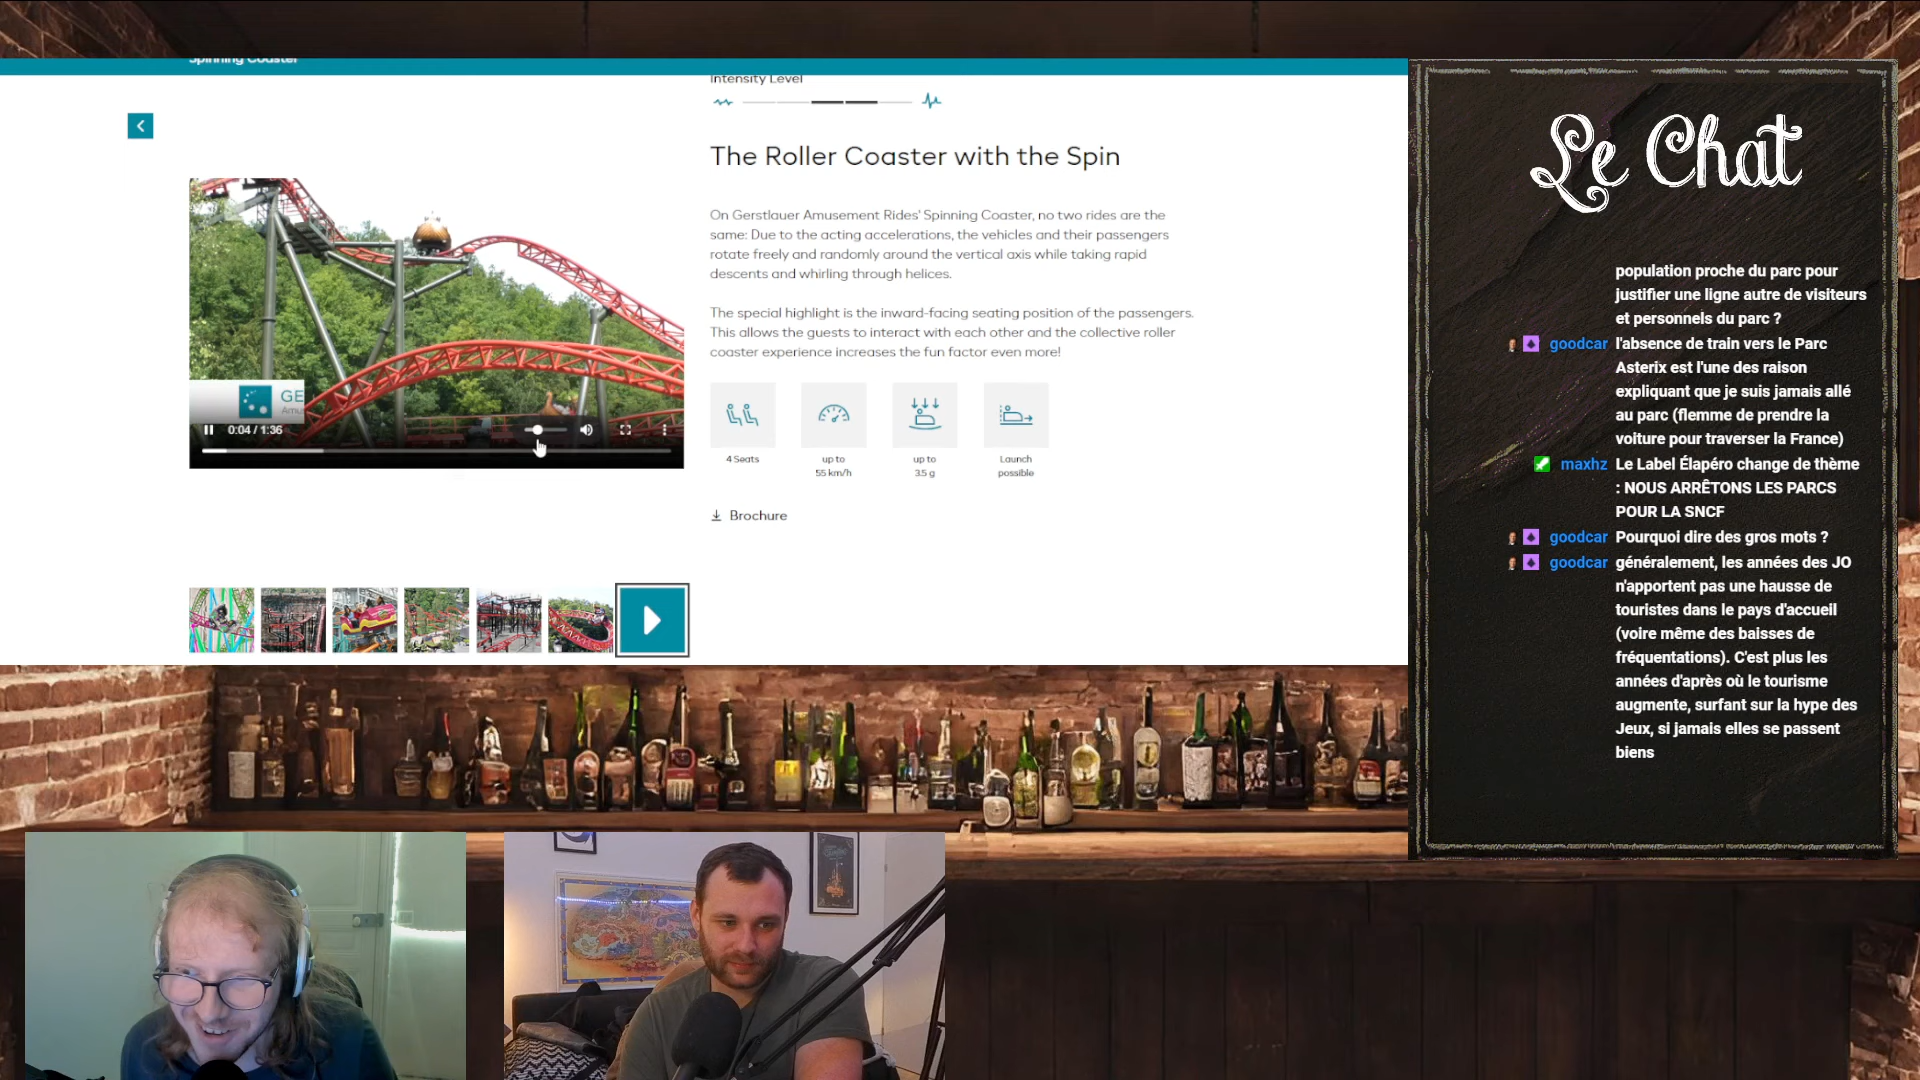 Spinning Coaster
Intensity Level
The Roller Coaster with the Spin
On Gerstlauer Amusement Rides' Spinning Coaster, no two rides are the
same: Due to the acting accelerations, the vehicles and their passengers
rotate freely and randomly around the vertical axis while taking rapid
descents and whirling through helices.
The special highlight is the inward-facing seating position of the passengers.
This allows the guests to interact with each other and the collective roller
coaster experience increases the fun factor even more!
4 Seats
up to
55 km/h
up to
3.5 g
Launch
possible
Brochure
GE
Amu
0:04 / 1:36
Le Chat
population proche du parc pour
justifier une ligne autre de visiteurs
et personnels du parc ?
goodcar l'absence de train vers le Parc
Asterix est l'une des raison
expliquant que je suis jamais allé
au parc (flemme de prendre la
voiture pour traverser la France)
maxhz Le Label Élapéro change de thème
: NOUS ARRÊTONS LES PARCS
POUR LA SNCF
goodcar Pourquoi dire des gros mots ?
goodcar généralement, les années des JO
n'apportent pas une hausse de
touristes dans le pays d'accueil
(voire même des baisses de
fréquentations). C'est plus les
années d'après où le tourisme
augmente, surfant sur la hype des
Jeux, si jamais elles se passent
biens